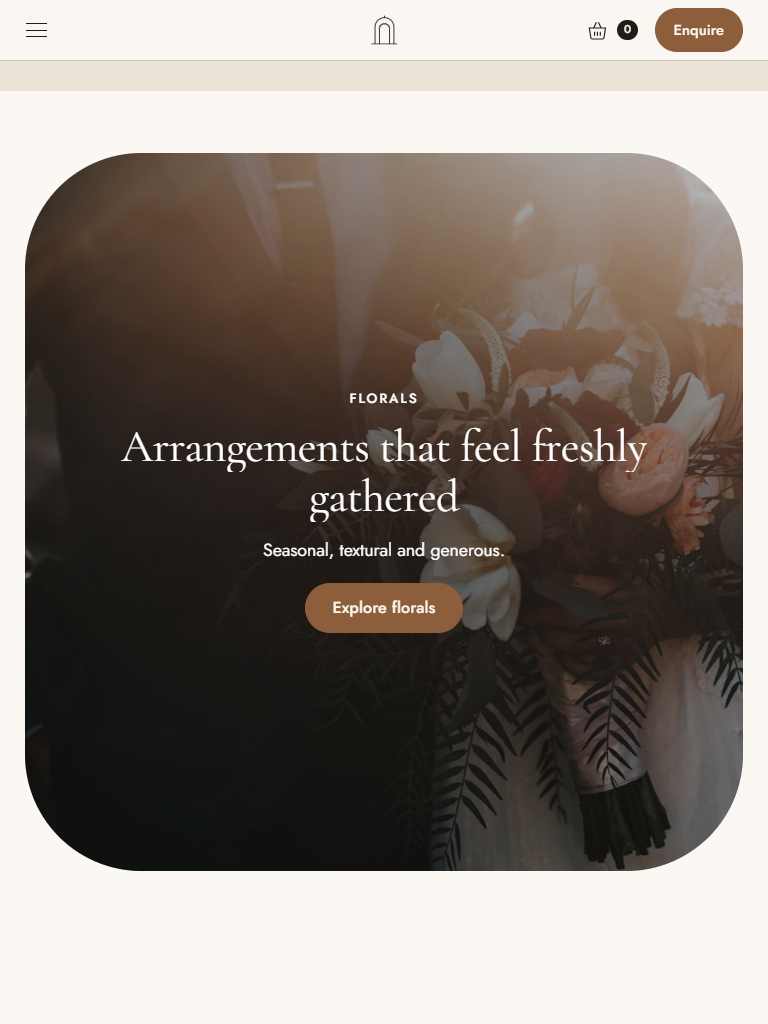 0
Enquire
FLORALS
Arrangements that feel freshly
gathered
Seasonal, textural and generous.
Explore florals